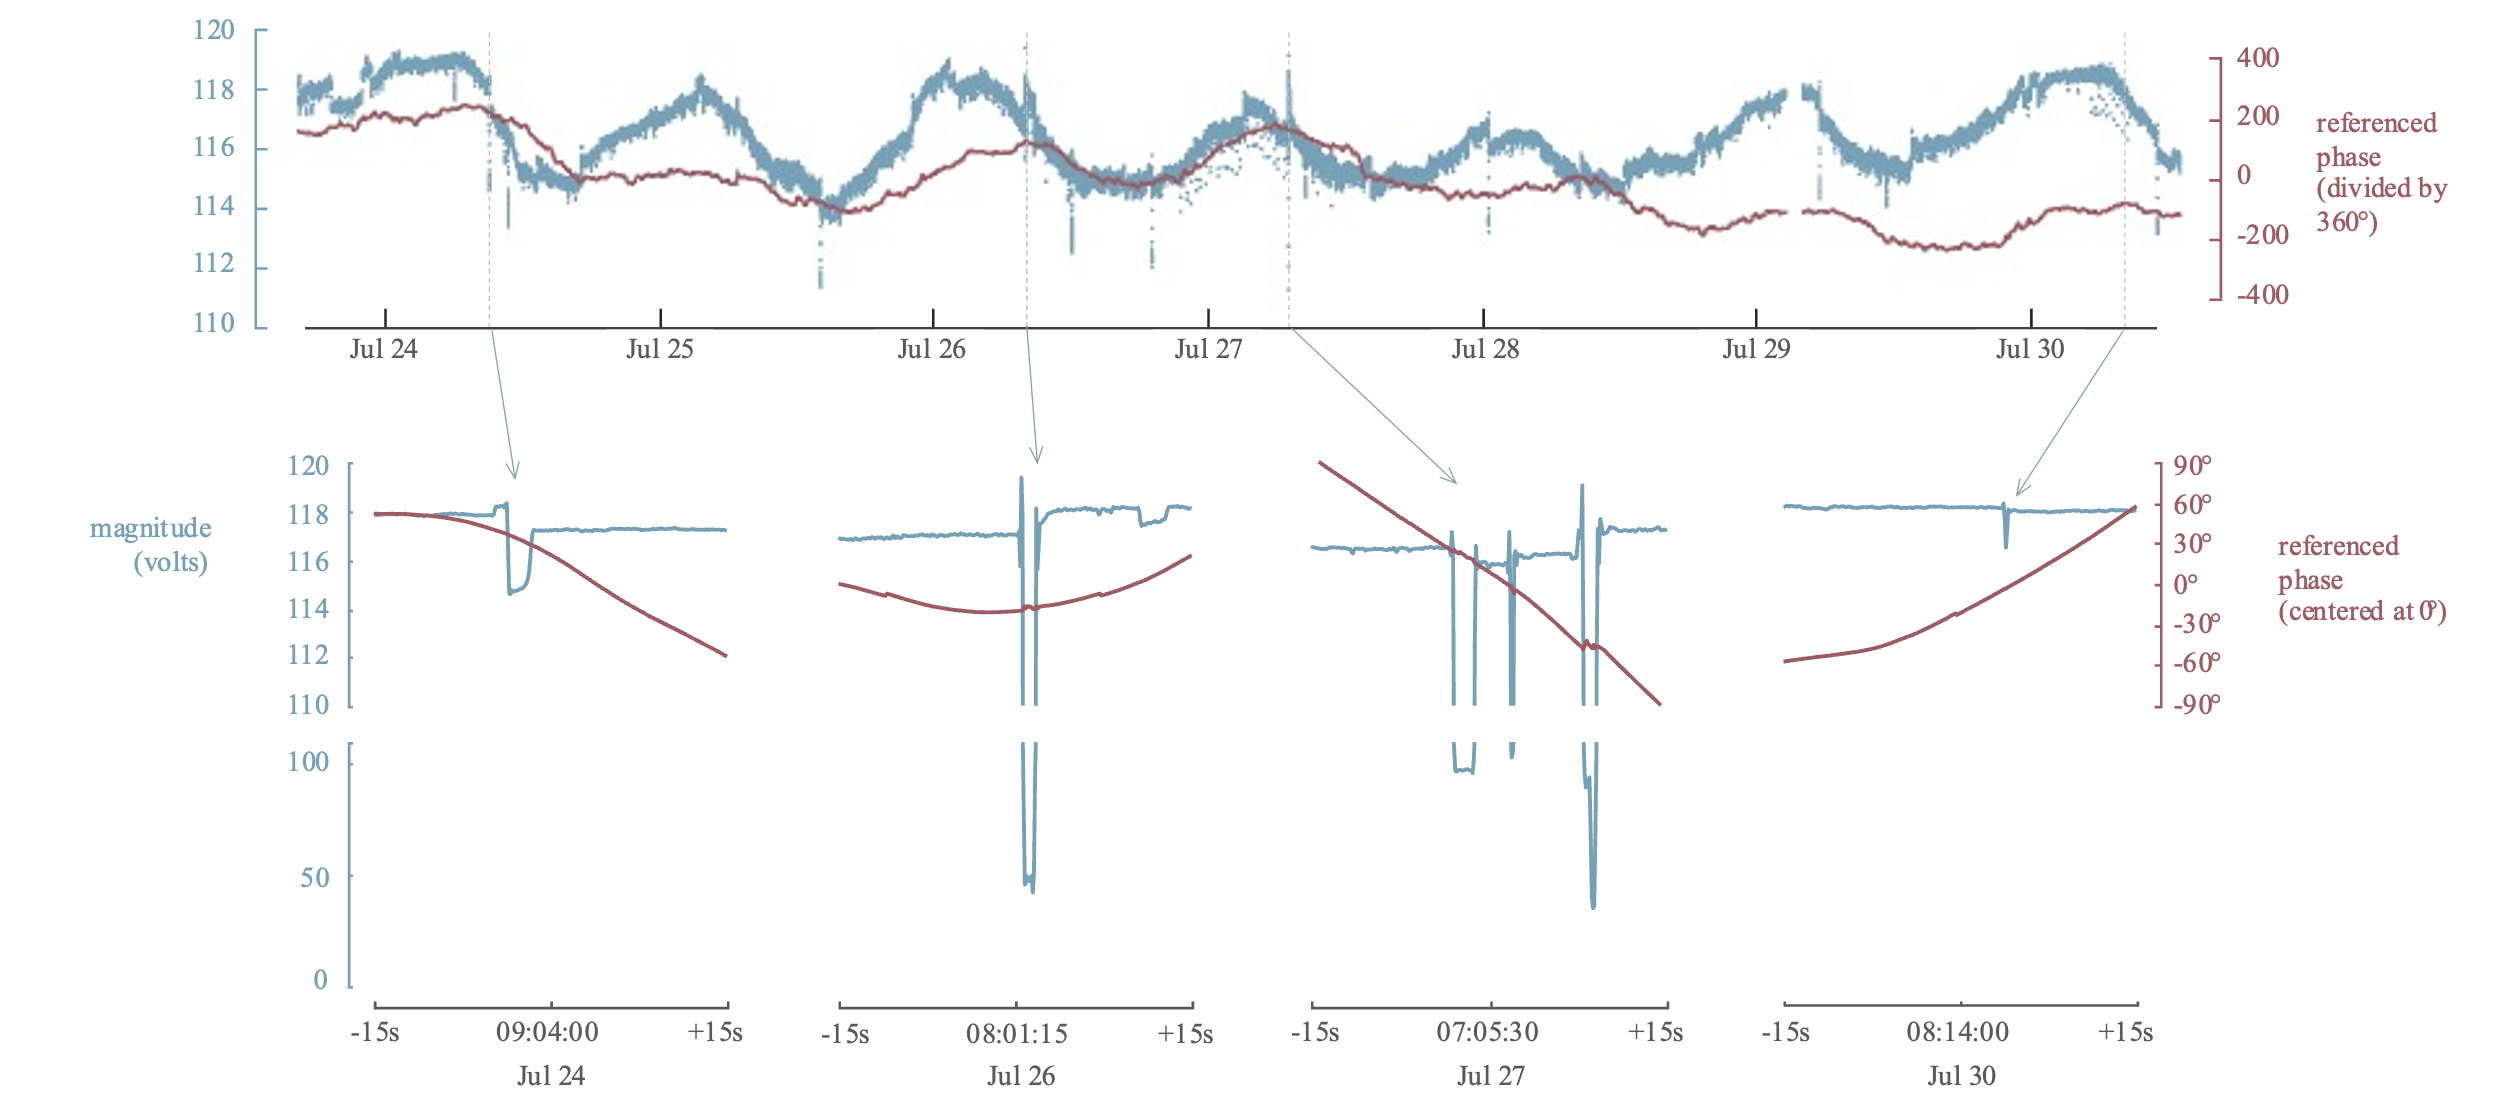 120
118
116
114
112
110
400
200
0
-200
-400
referenced
phase
(divided by
360°)
Jul 24
Jul 25
Jul 26
Jul 27
Jul 28
Jul 29
Jul 30
magnitude
(volts)
120
118
116
114
112
110
90°
60°
30°
0°
-30°
-60°
-90°
referenced
phase
(centered at 0°)
100
50
0
-15s 09:04:00 +15s
Jul 24
-15s 08:01:15 +15s
Jul 26
-15s 07:05:30 +15s
Jul 27
-15s 08:14:00 +15s
Jul 30